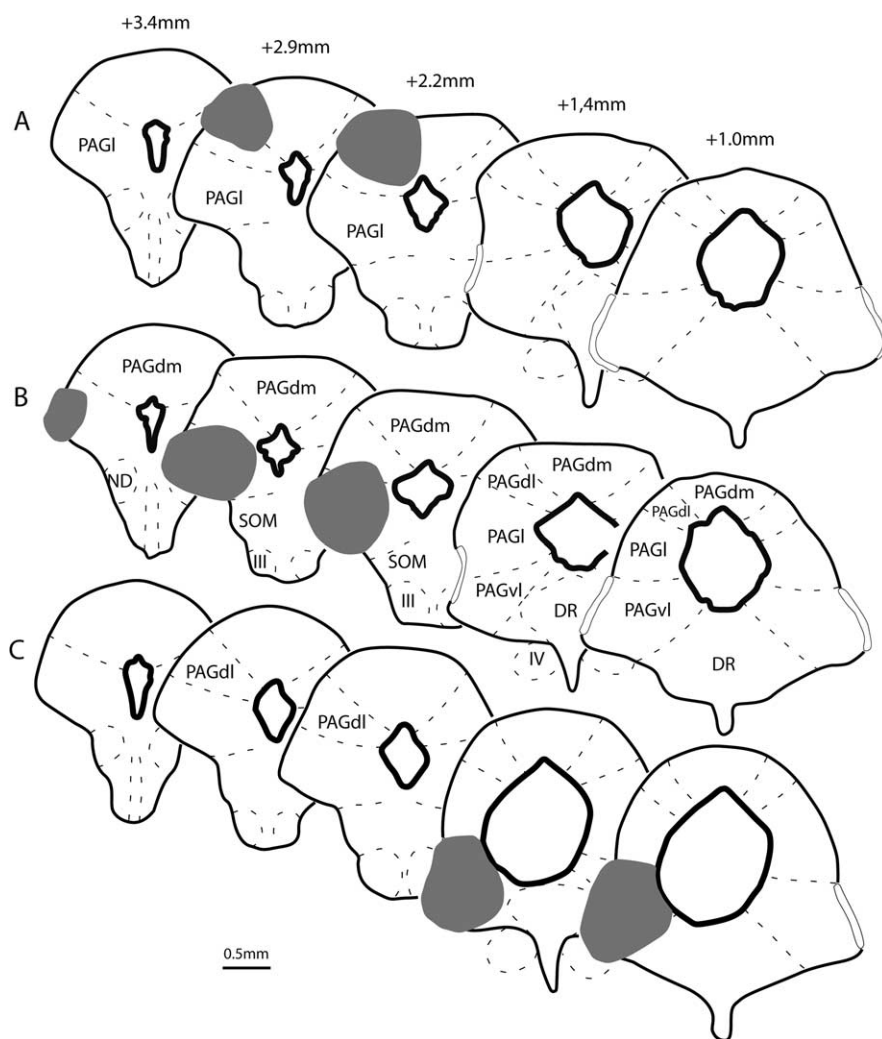 +3.4mm
+2.9mm
+2.2mm
+1,4mm
+1.0mm
A
PAGl
PAGl
PAGl
B
PAGdm
PAGdm
PAGdm
PAGdl
PAGdm
PAGdm
PAGdl
ND
SOM
III
SOM
III
PAGl
PAGvl
DR
IV
PAGl
PAGvl
DR
C
PAGdl
PAGdl
0.5mm